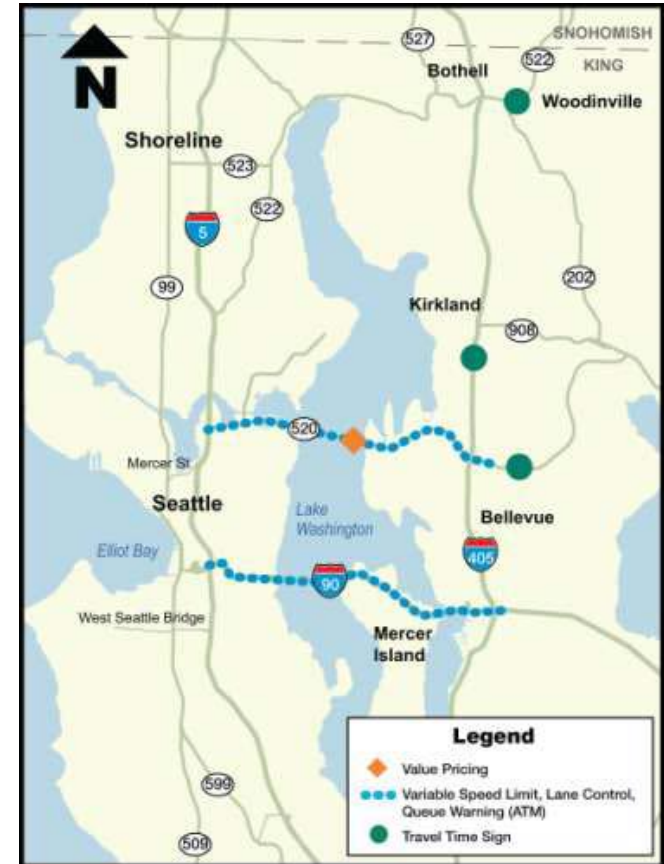 527
SNOHOMISH
522
KING
N
Bothell
Woodinville
Shoreline
523
522
5
99
202
Kirkland
908
520
Mercer St
Seattle
Lake
Washington
Bellevue
Elliot Bay
405
90
West Seattle Bridge
Mercer
Island
599
509
Legend
Value Pricing
Variable Speed Limit, Lane Control,
Queue Warning (ATM)
Travel Time Sign